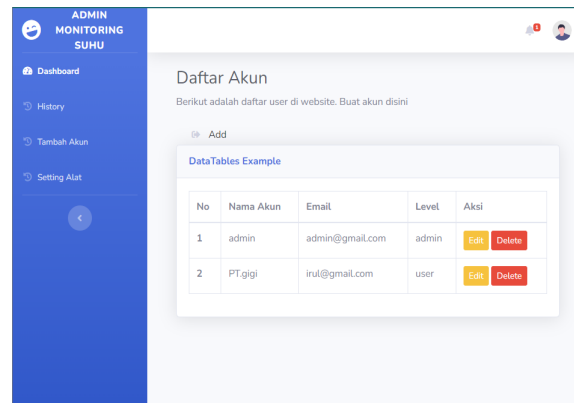 ADMIN
MONITORING
SUHU
1
Dashboard
History
Tambah Akun
Setting Alat
Daftar Akun
Berikut adalah daftar user di website. Buat akun disini
Add
DataTables Example
No Nama Akun Email Level Aksi
1 admin admin@gmail.com admin Edit Delete
2 PT.gigi irul@gmail.com user Edit Delete